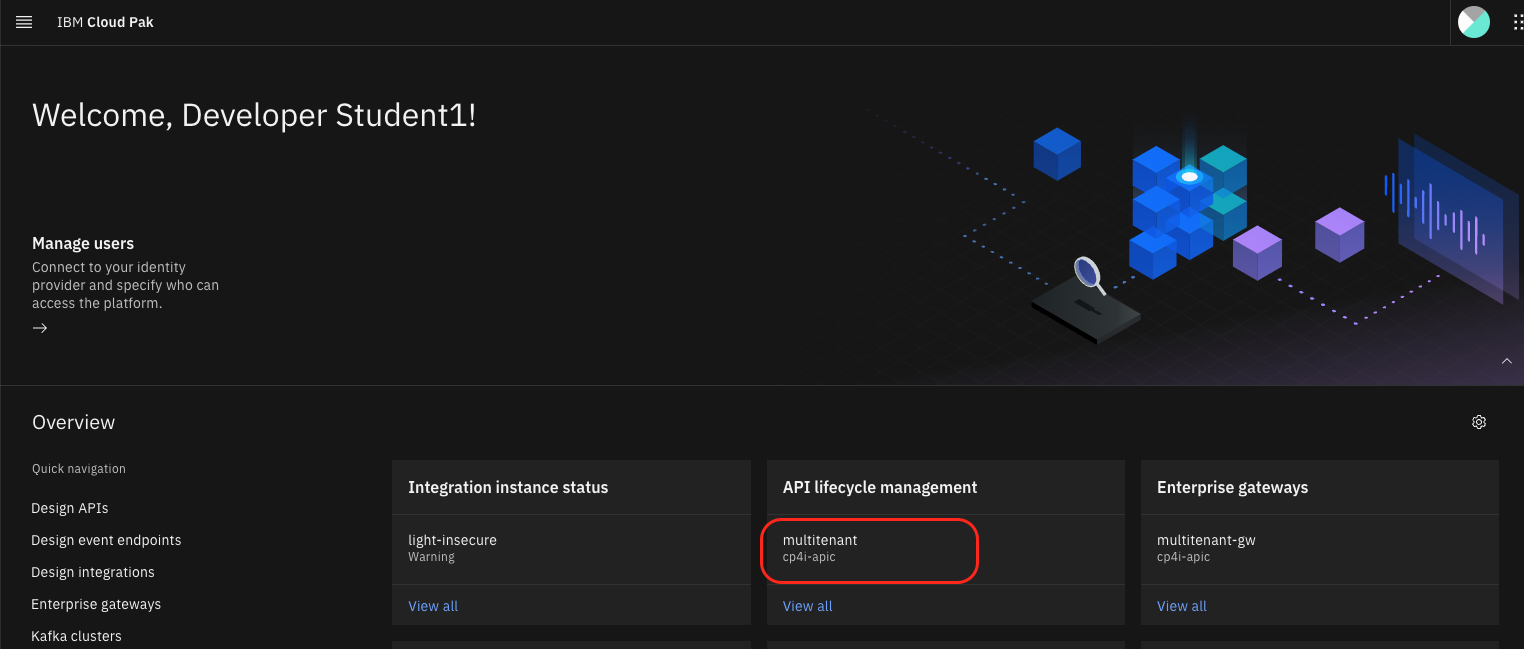 IBM Cloud Pak
Welcome, Developer Student1!
Manage users
Connect to your identity
provider and specify who can
access the platform.
Overview
Quick navigation
Design APIs
Design event endpoints
Design integrations
Enterprise gateways
Kafka clusters
Integration instance status
light-insecure
Warning
View all
API lifecycle management
multitenant
cp4i-apic
View all
Enterprise gateways
multitenant-gw
cp4i-apic
View all